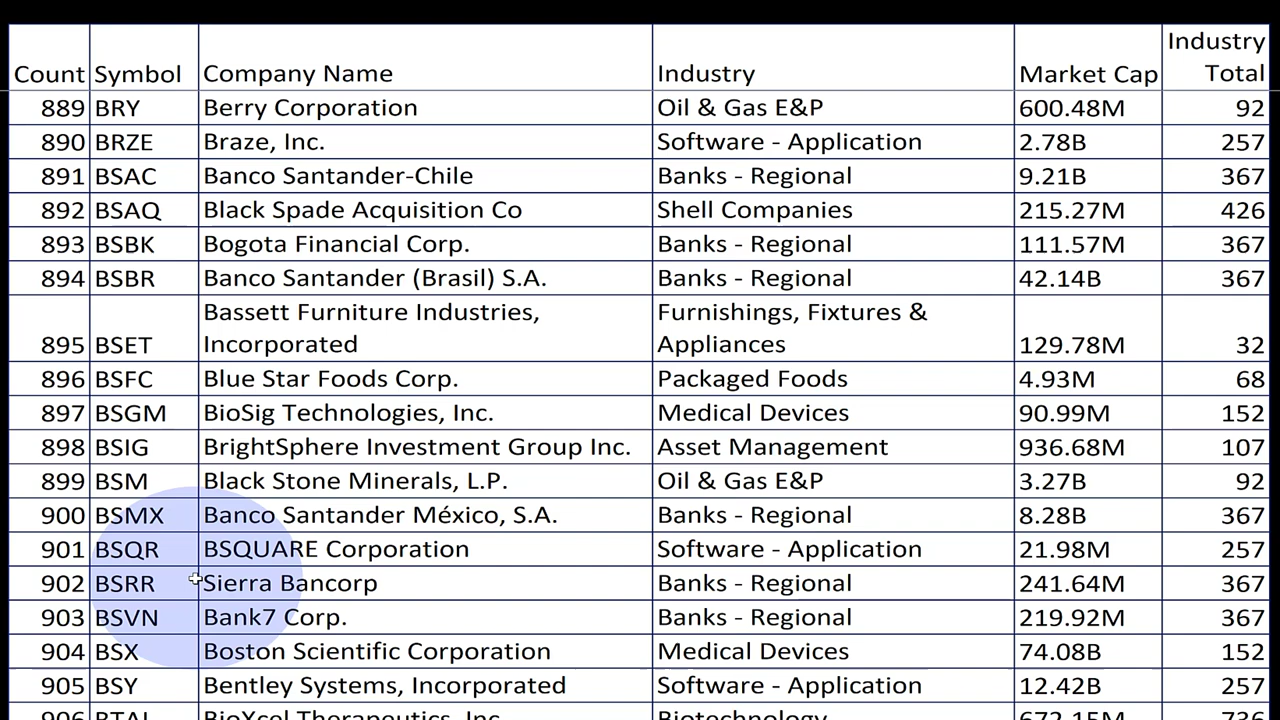 Count Symbol Company Name Industry Market Cap Industry Total
889 BRY Berry Corporation Oil & Gas E&P 600.48M 92
890 BRZE Braze, Inc. Software - Application 2.78B 257
891 BSAC Banco Santander-Chile Banks - Regional 9.21B 367
892 BSAQ Black Spade Acquisition Co Shell Companies 215.27M 426
893 BSBK Bogota Financial Corp. Banks - Regional 111.57M 367
894 BSBR Banco Santander (Brasil) S.A. Banks - Regional 42.14B 367
895 BSET Bassett Furniture Industries, Incorporated Furnishings, Fixtures & Appliances 129.78M 32
896 BSFC Blue Star Foods Corp. Packaged Foods 4.93M 68
897 BSGM BioSig Technologies, Inc. Medical Devices 90.99M 152
898 BSIG BrightSphere Investment Group Inc. Asset Management 936.68M 107
899 BSM Black Stone Minerals, L.P. Oil & Gas E&P 3.27B 92
900 BSMX Banco Santander México, S.A. Banks - Regional 8.28B 367
901 BSQR BSQUARE Corporation Software - Application 21.98M 257
902 BSRR Sierra Bancorp Banks - Regional 241.64M 367
903 BSVN Bank7 Corp. Banks - Regional 219.92M 367
904 BSX Boston Scientific Corporation Medical Devices 74.08B 152
905 BSY Bentley Systems, Incorporated Software - Application 12.42B 257
906 BTAI BioXcel Therapeutics, Inc. Biotechnology 672.15M 736